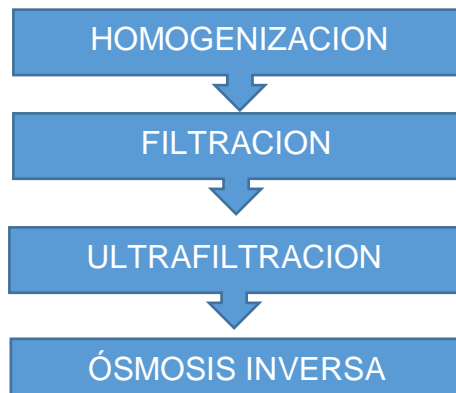 HOMOGENIZACION
FILTRACION
ULTRAFILTRACION
ÓSMOSIS INVERSA